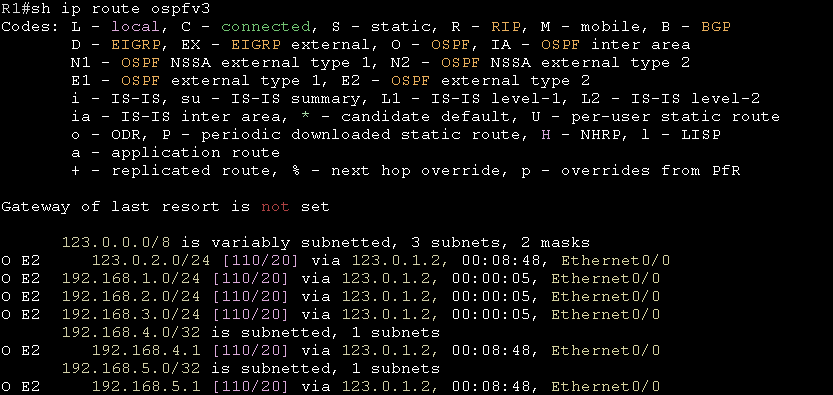 R1#sh ip route ospfv3
Codes: L - local, C - connected, S - static, R - RIP, M - mobile, B - BGP
       D - EIGRP, EX - EIGRP external, O - OSPF, IA - OSPF inter area
       N1 - OSPF NSSA external type 1, N2 - OSPF NSSA external type 2
       E1 - OSPF external type 1, E2 - OSPF external type 2
       i - IS-IS, su - IS-IS summary, L1 - IS-IS level-1, L2 - IS-IS level-2
       ia - IS-IS inter area, * - candidate default, U - per-user static route
       o - ODR, P - periodic downloaded static route, H - NHRP, l - LISP
       a - application route
       + - replicated route, % - next hop override, p - overrides from PfR
Gateway of last resort is not set
      123.0.0.0/8 is variably subnetted, 3 subnets, 2 masks
O E2     123.0.2.0/24 [110/20] via 123.0.1.2, 00:08:48, Ethernet0/0
O E2  192.168.1.0/24 [110/20] via 123.0.1.2, 00:00:05, Ethernet0/0
O E2  192.168.2.0/24 [110/20] via 123.0.1.2, 00:00:05, Ethernet0/0
O E2  192.168.3.0/24 [110/20] via 123.0.1.2, 00:00:05, Ethernet0/0
      192.168.4.0/32 is subnetted, 1 subnets
O E2     192.168.4.1 [110/20] via 123.0.1.2, 00:08:48, Ethernet0/0
      192.168.5.0/32 is subnetted, 1 subnets
O E2     192.168.5.1 [110/20] via 123.0.1.2, 00:08:48, Ethernet0/0